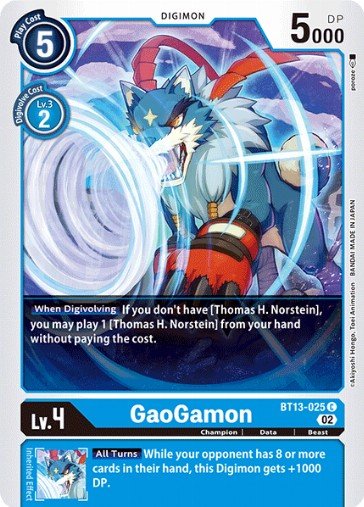 DIGIMON
Play Cost
5
DP
5000
Digivolve Cost
Lv.3
2
povoze
©Akiyoshi Hongo, Toei Animation BANDAI MADE IN JAPAN
When Digivolving If you don't have [Thomas H. Norstein],
you may play 1 [Thomas H. Norstein] from your hand
without paying the cost.
BT13-025 C
02
Lv.4
GaoGamon
Champion / Data / Beast
Inherited Effect
All Turns While your opponent has 8 or more
cards in their hand, this Digimon gets +1000
DP.